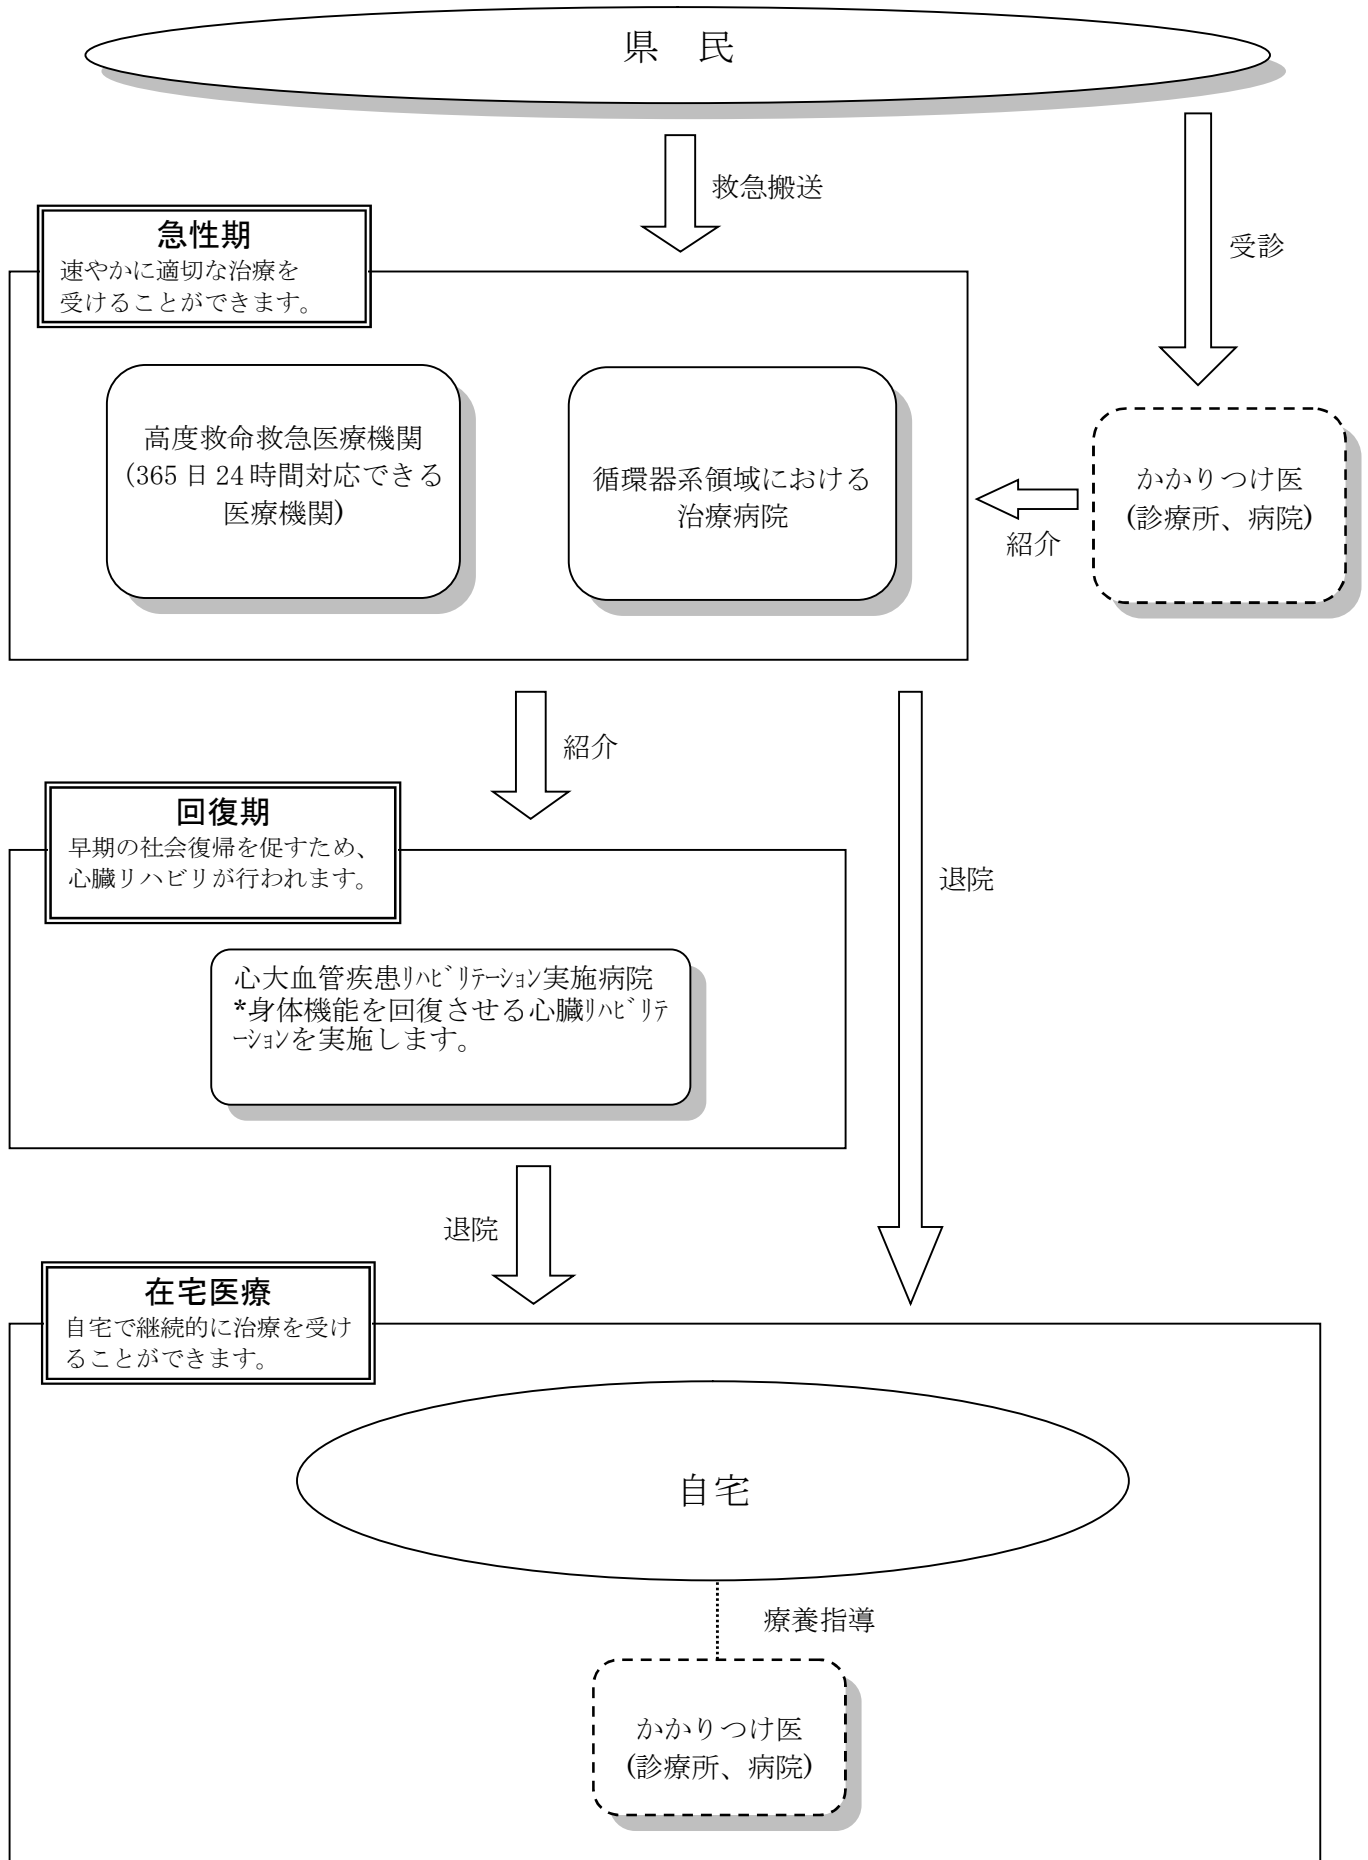 県　民
救急搬送
受診
急性期
速やかに適切な治療を
受けることができます。
高度救命救急医療機関
(365 日 24 時間対応できる
医療機関)
循環器系領域における
治療病院
かかりつけ医
(診療所、病院)
紹介
紹介
退院
回復期
早期の社会復帰を促すため、
心臓リハビリが行われます。
心大血管疾患ﾘﾊﾋﾞﾘﾃｰｼｮﾝ実施病院
*身体機能を回復させる心臓ﾘﾊﾋﾞﾘﾃ
ｰｼｮﾝを実施します。
退院
在宅医療
自宅で継続的に治療を受け
ることができます。
自宅
療養指導
かかりつけ医
(診療所、病院)